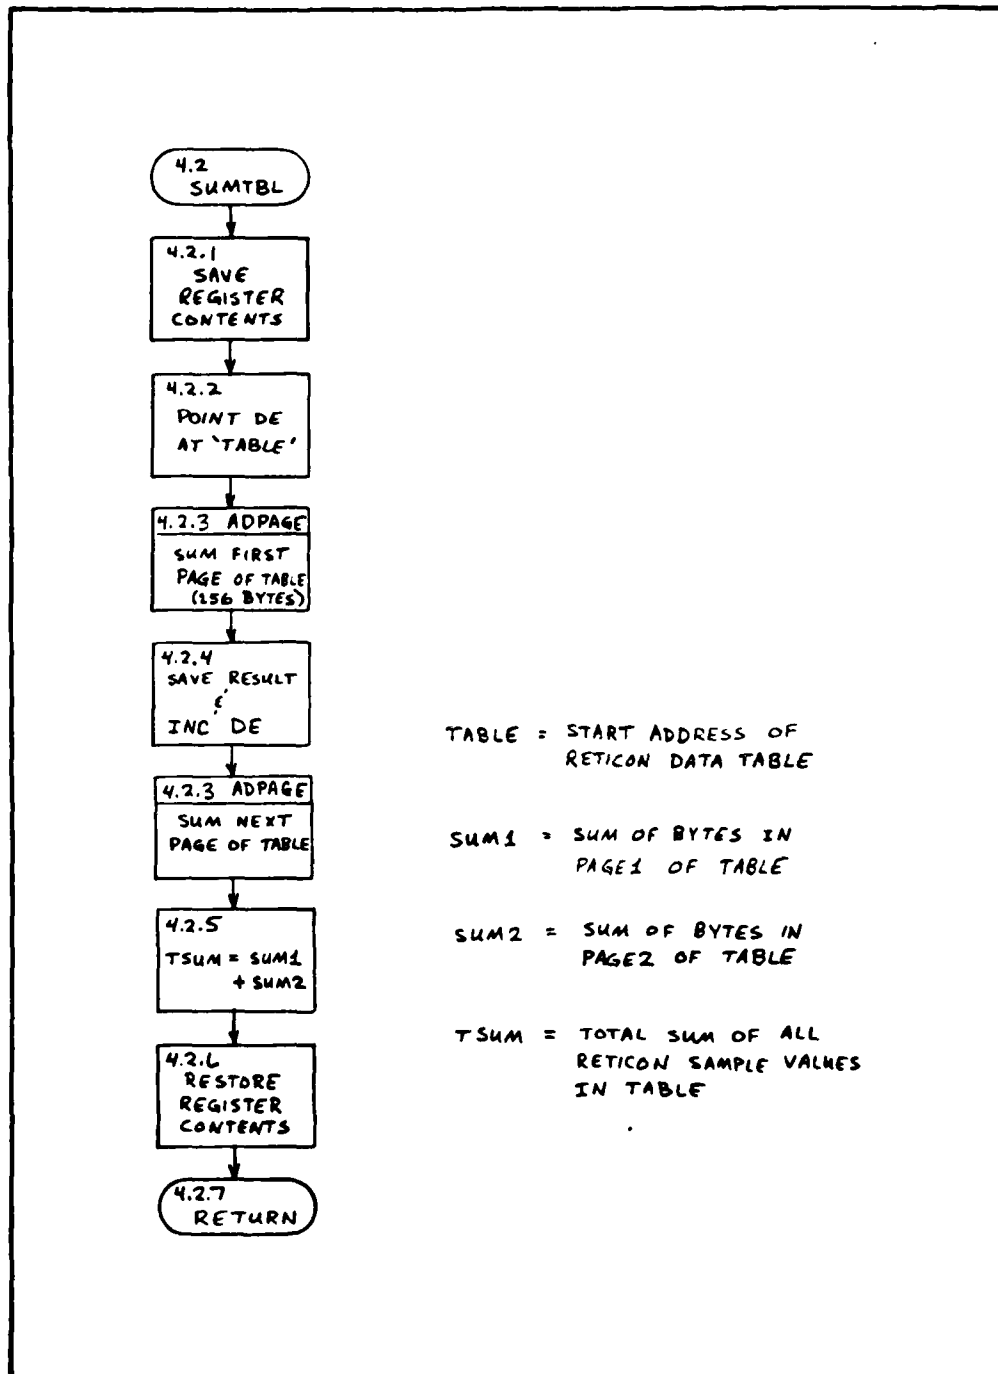 4.2
SUMTBL
4.2.1
SAVE
REGISTER
CONTENTS
4.2.2
POINT DE
AT 'TABLE'
4.2.3 ADPAGE
SUM FIRST
PAGE OF TABLE
(256 BYTES)
4.2.4
SAVE RESULT
&
INC DE
4.2.3 ADPAGE
SUM NEXT
PAGE OF TABLE
4.2.5
TSUM = SUM1
+ SUM2
4.2.6
RESTORE
REGISTER
CONTENTS
4.2.7
RETURN
TABLE = START ADDRESS OF
RETICON DATA TABLE
SUM1 = SUM OF BYTES IN
PAGE1 OF TABLE
SUM2 = SUM OF BYTES IN
PAGE2 OF TABLE
TSUM = TOTAL SUM OF ALL
RETICON SAMPLE VALUES
IN TABLE